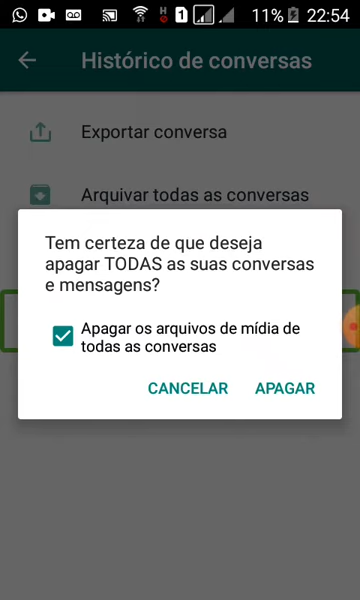 H 1 11% 22:54
Histórico de conversas
Exportar conversa
Arquivar todas as conversas
Tem certeza de que deseja
apagar TODAS as suas conversas
e mensagens?
Apagar os arquivos de mídia de
todas as conversas
CANCELAR APAGAR